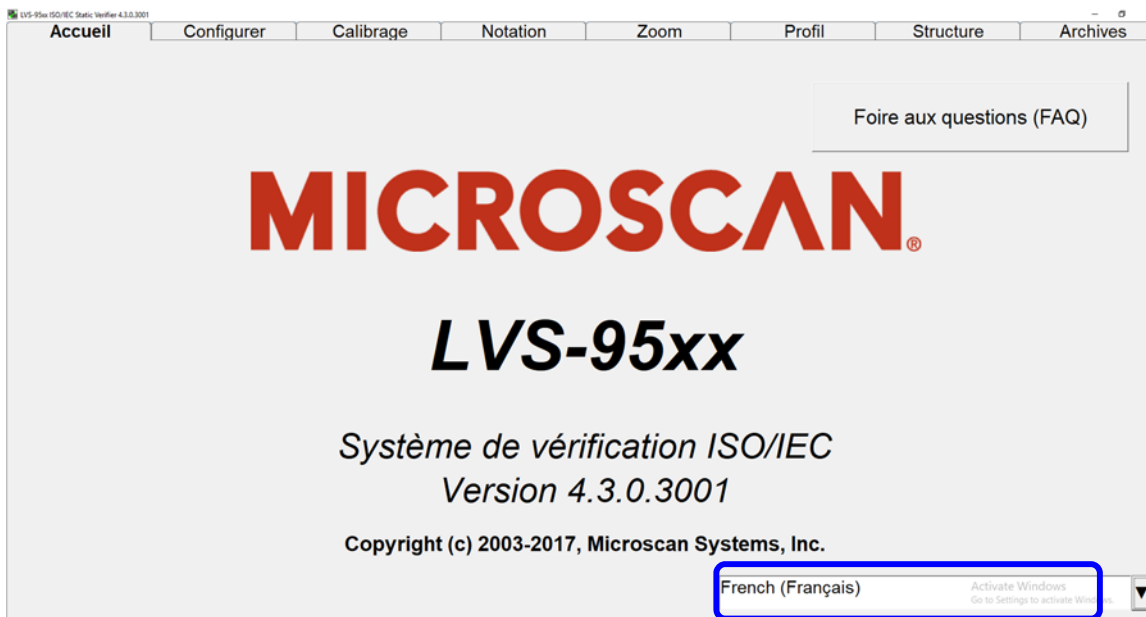 LVS-95xx ISO/IEC Static Verifier 4.3.0.3001
Accueil Configurer Calibrage Notation Zoom Profil Structure Archives
Foire aux questions (FAQ)
MICROSCAN®
LVS-95xx
Système de vérification ISO/IEC
Version 4.3.0.3001
Copyright (c) 2003-2017, Microscan Systems, Inc.
French (Français)
Activate Windows
Go to Settings to activate Windows.